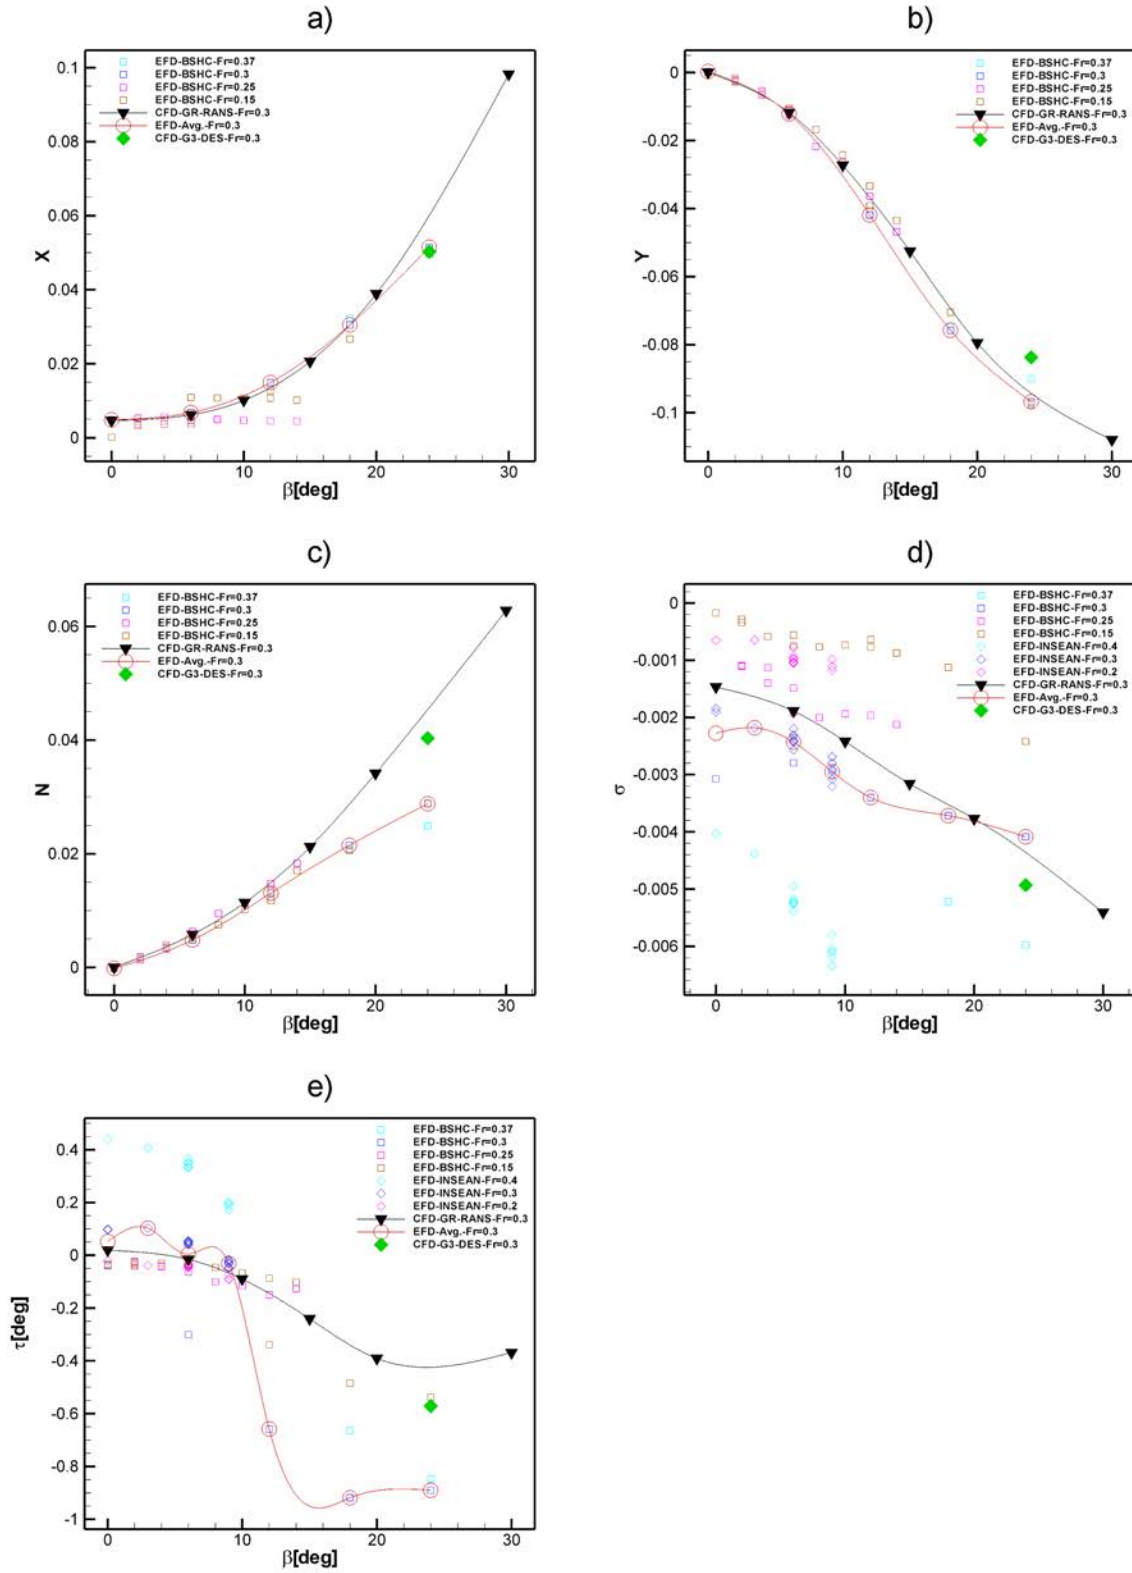 a)
EFD-BSHC-Fr=0.37
EFD-BSHC-Fr=0.3
EFD-BSHC-Fr=0.25
EFD-BSHC-Fr=0.15
CFD-GR-RANS-Fr=0.3
EFD-Avg.-Fr=0.3
CFD-G3-DES-Fr=0.3
0.1
0.08
0.06
0.04
0.02
0
X
0 10 20 30
β[deg]
b)
EFD-BSHC-Fr=0.37
EFD-BSHC-Fr=0.3
EFD-BSHC-Fr=0.25
EFD-BSHC-Fr=0.15
CFD-GR-RANS-Fr=0.3
EFD-Avg.-Fr=0.3
CFD-G3-DES-Fr=0.3
0
-0.02
-0.04
-0.06
-0.08
-0.1
Y
0 10 20 30
β[deg]
c)
EFD-BSHC-Fr=0.37
EFD-BSHC-Fr=0.3
EFD-BSHC-Fr=0.25
EFD-BSHC-Fr=0.15
CFD-GR-RANS-Fr=0.3
EFD-Avg.-Fr=0.3
CFD-G3-DES-Fr=0.3
0.06
0.04
0.02
0
N
0 10 20 30
β[deg]
d)
EFD-BSHC-Fr=0.37
EFD-BSHC-Fr=0.3
EFD-BSHC-Fr=0.25
EFD-BSHC-Fr=0.15
EFD-INSEAN-Fr=0.4
EFD-INSEAN-Fr=0.3
EFD-INSEAN-Fr=0.2
CFD-GR-RANS-Fr=0.3
EFD-Avg.-Fr=0.3
CFD-G3-DES-Fr=0.3
0
-0.001
-0.002
-0.003
-0.004
-0.005
-0.006
σ
0 10 20 30
β[deg]
e)
EFD-BSHC-Fr=0.37
EFD-BSHC-Fr=0.3
EFD-BSHC-Fr=0.25
EFD-BSHC-Fr=0.15
EFD-INSEAN-Fr=0.4
EFD-INSEAN-Fr=0.3
EFD-INSEAN-Fr=0.2
CFD-GR-RANS-Fr=0.3
EFD-Avg.-Fr=0.3
CFD-G3-DES-Fr=0.3
0.4
0.2
0
-0.2
-0.4
-0.6
-0.8
-1
τ[deg]
0 10 20 30
β[deg]